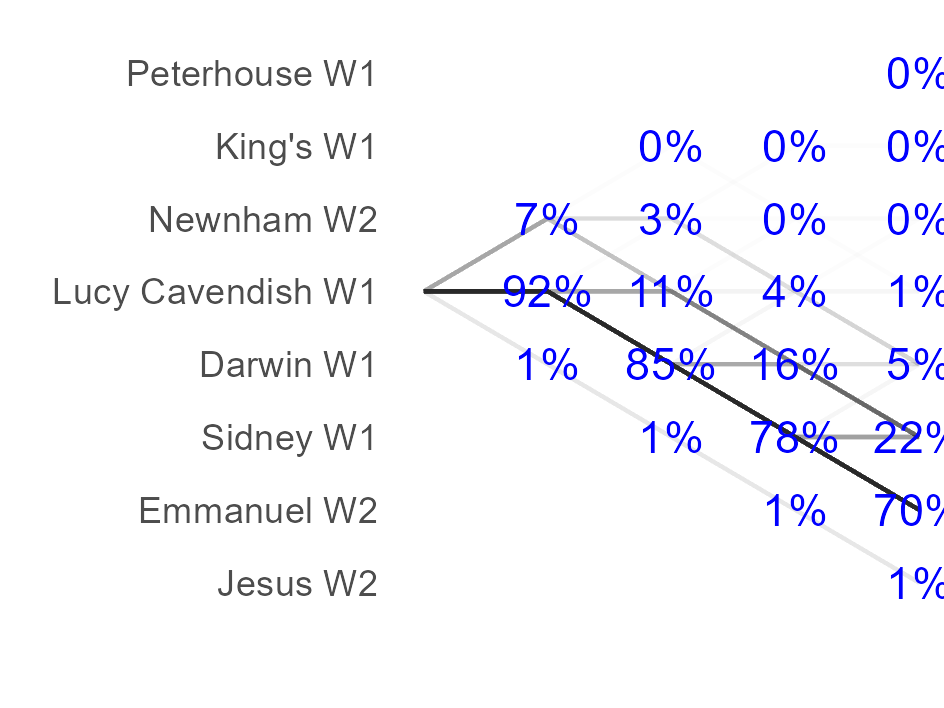 Peterhouse W1 0%
King's W1 0% 0% 0%
Newnham W2 7% 3% 0% 0%
Lucy Cavendish W1 92% 11% 4% 1%
Darwin W1 1% 85% 16% 5%
Sidney W1 1% 78% 22%
Emmanuel W2 1% 70%
Jesus W2 1%